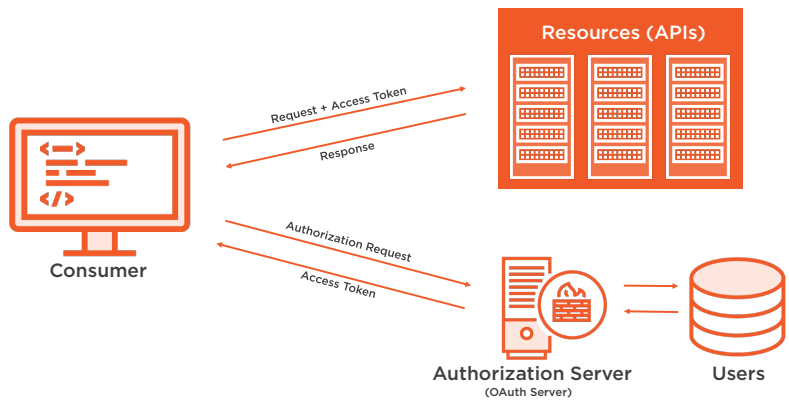 Resources (APIs)
Request + Access Token
Response
<—>
</>
Consumer
Authorization Request
Access Token
Authorization Server
(OAuth Server)
Users